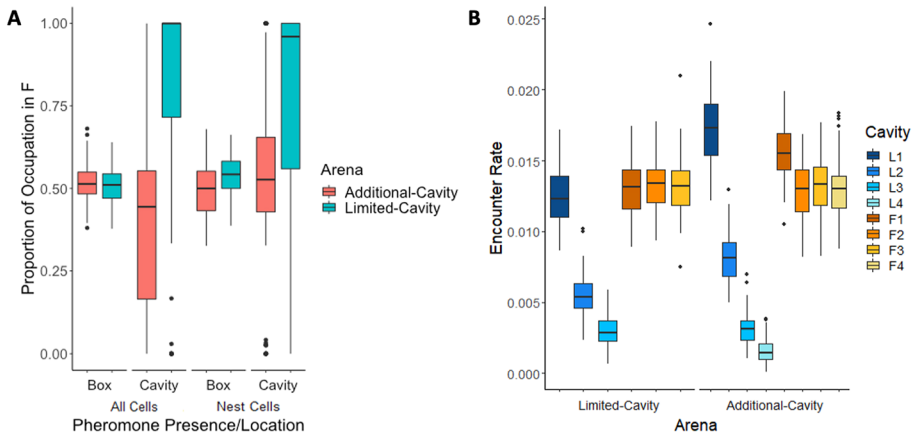 A
Proportion of Occupation in F
1.00
0.75
0.50
0.25
0.00
Box Cavity Box Cavity
All Cells Nest Cells
Pheromone Presence/Location
Arena
Additional-Cavity
Limited-Cavity
B
Encounter Rate
0.025
0.020
0.015
0.010
0.005
0.000
Limited-Cavity Additional-Cavity
Arena
Cavity
L1
L2
L3
L4
F1
F2
F3
F4